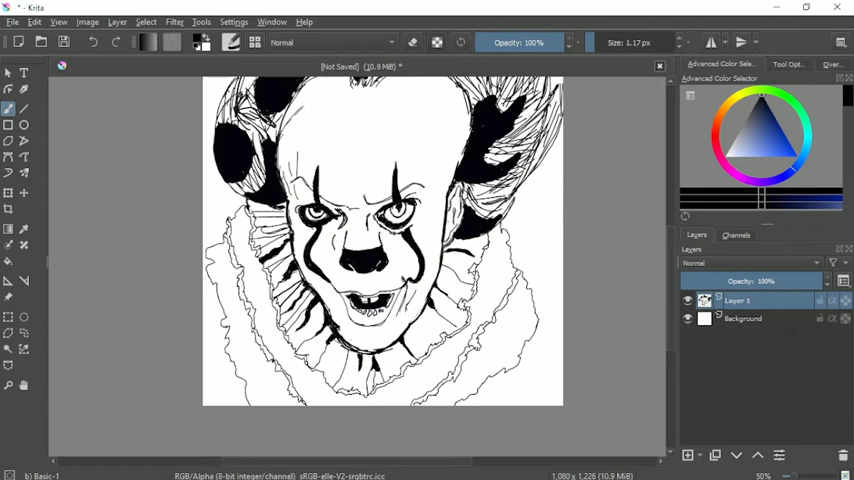 * - Krita
File Edit View Image Layer Select Filter Tools Settings Window Help
Normal Opacity: 100% Size: 1.17 px
[Not Saved] (10.9 MiB) *
Advanced Color Sele... Tool Opt... Over...
Advanced Color Selector
Layers Channels
Layers
Normal
Opacity: 100%
Layer 1
Background
b) Basic-1 RGB/Alpha (8-bit integer/channel) sRGB-elle-V2-srgbtrc.icc 1,080 x 1,226 (10.9 MiB) 50%